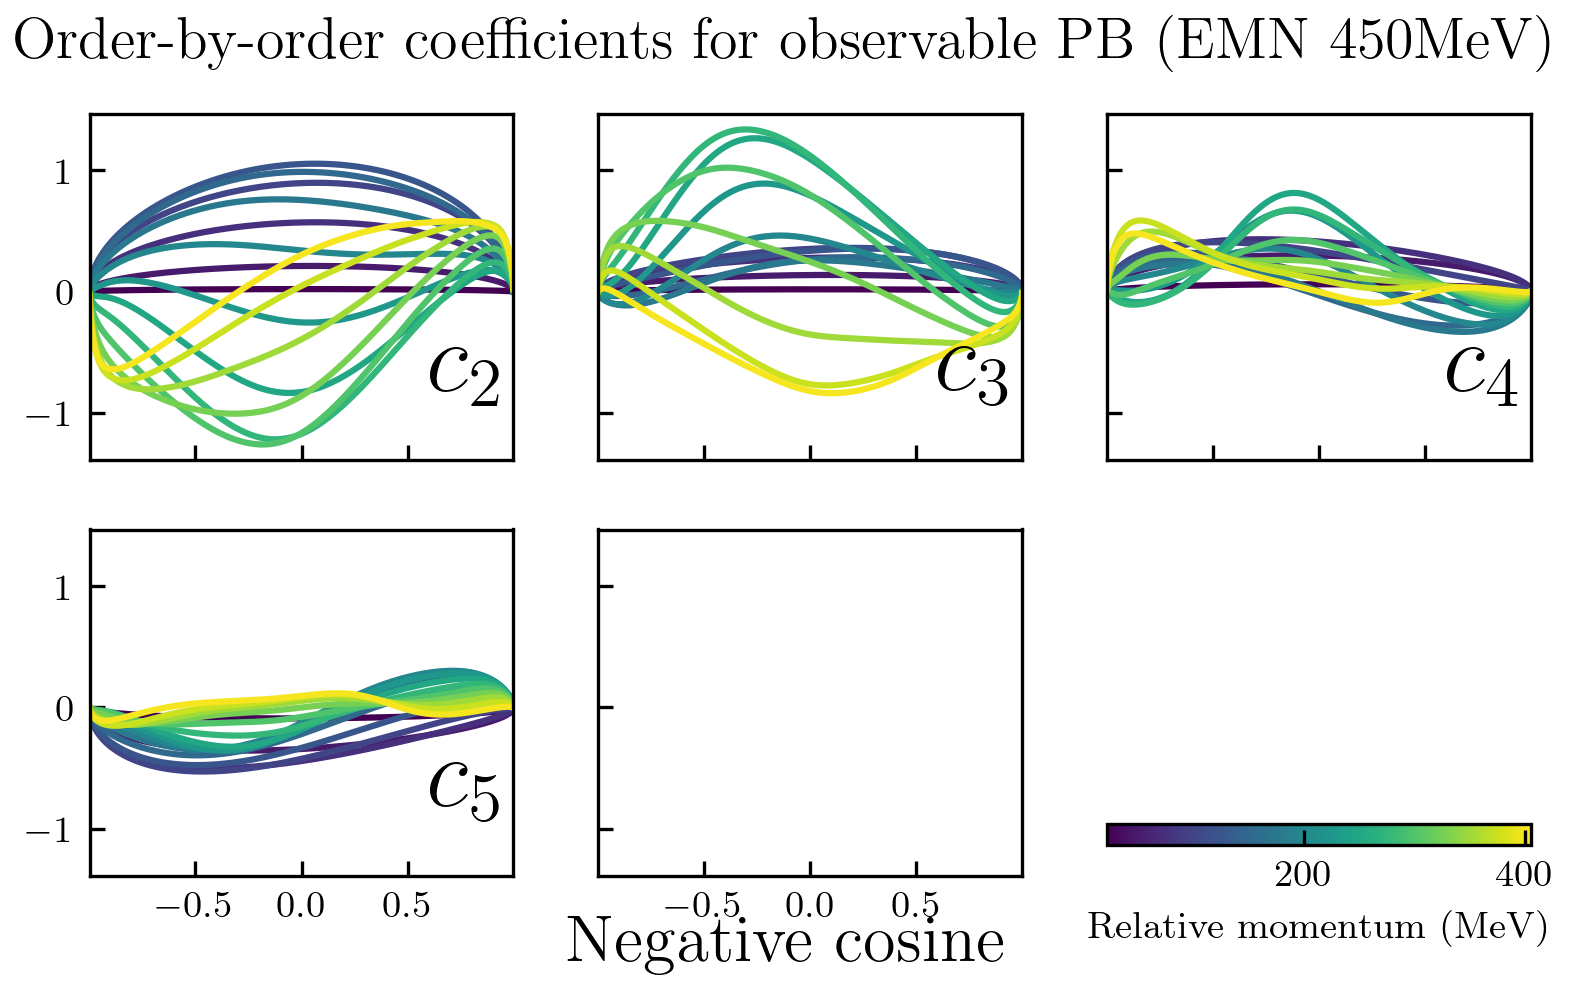 Order-by-order coefficients for observable PB (EMN 450MeV)
1
0
−1
c2
c3
c4
1
0
−1
c5
−0.5 0.0 0.5
−0.5 0.0 0.5
200 400
Relative momentum (MeV)
Negative cosine